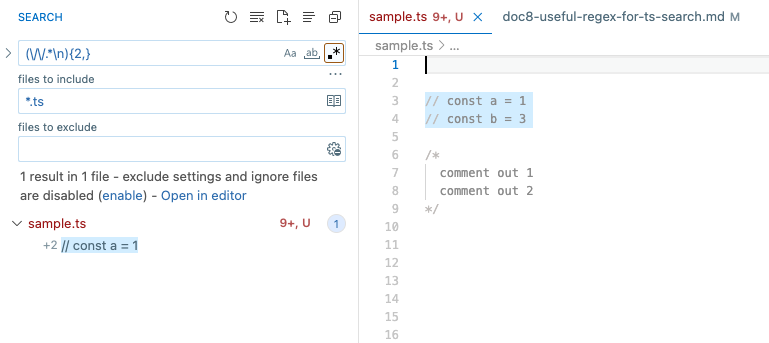 SEARCH
(\/\/.*\n){2,}
Aa ab .*
files to include
...
*.ts
files to exclude
1 result in 1 file - exclude settings and ignore files
are disabled (enable) - Open in editor
sample.ts 9+, U 1
+2 // const a = 1
sample.ts 9+, U × doc8-useful-regex-for-ts-search.md M
sample.ts > ...
1
2
3 // const a = 1
4 // const b = 3
5
6 /*
7 comment out 1
8 comment out 2
9 */
10
11
12
13
14
15
16